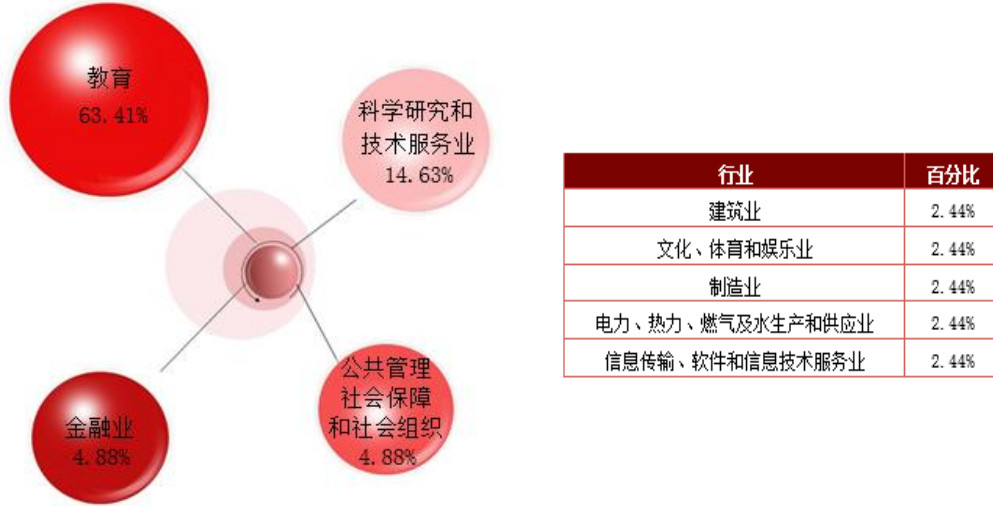 教育
63.41%
科学研究和
技术服务业
14.63%
金融业
4.88%
公共管理
社会保障
和社会组织
4.88%
行业 百分比
建筑业 2.44%
文化、体育和娱乐业 2.44%
制造业 2.44%
电力、热力、燃气及水生产和供应业 2.44%
信息传输、软件和信息技术服务业 2.44%